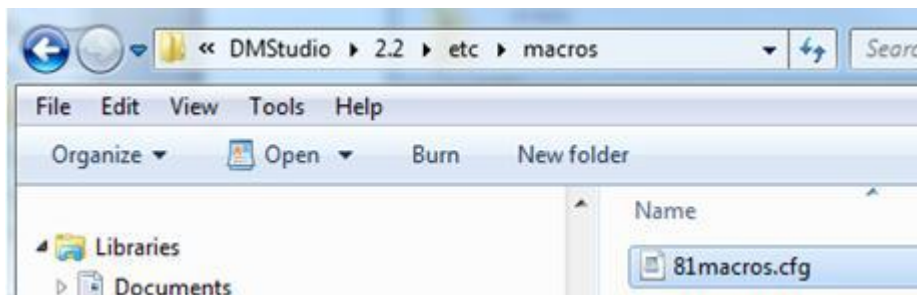 « DMStudio ▸ 2.2 ▸ etc ▸ macros
File Edit View Tools Help
Organize Open Burn New folder
Name
Libraries
81macros.cfg
Documents